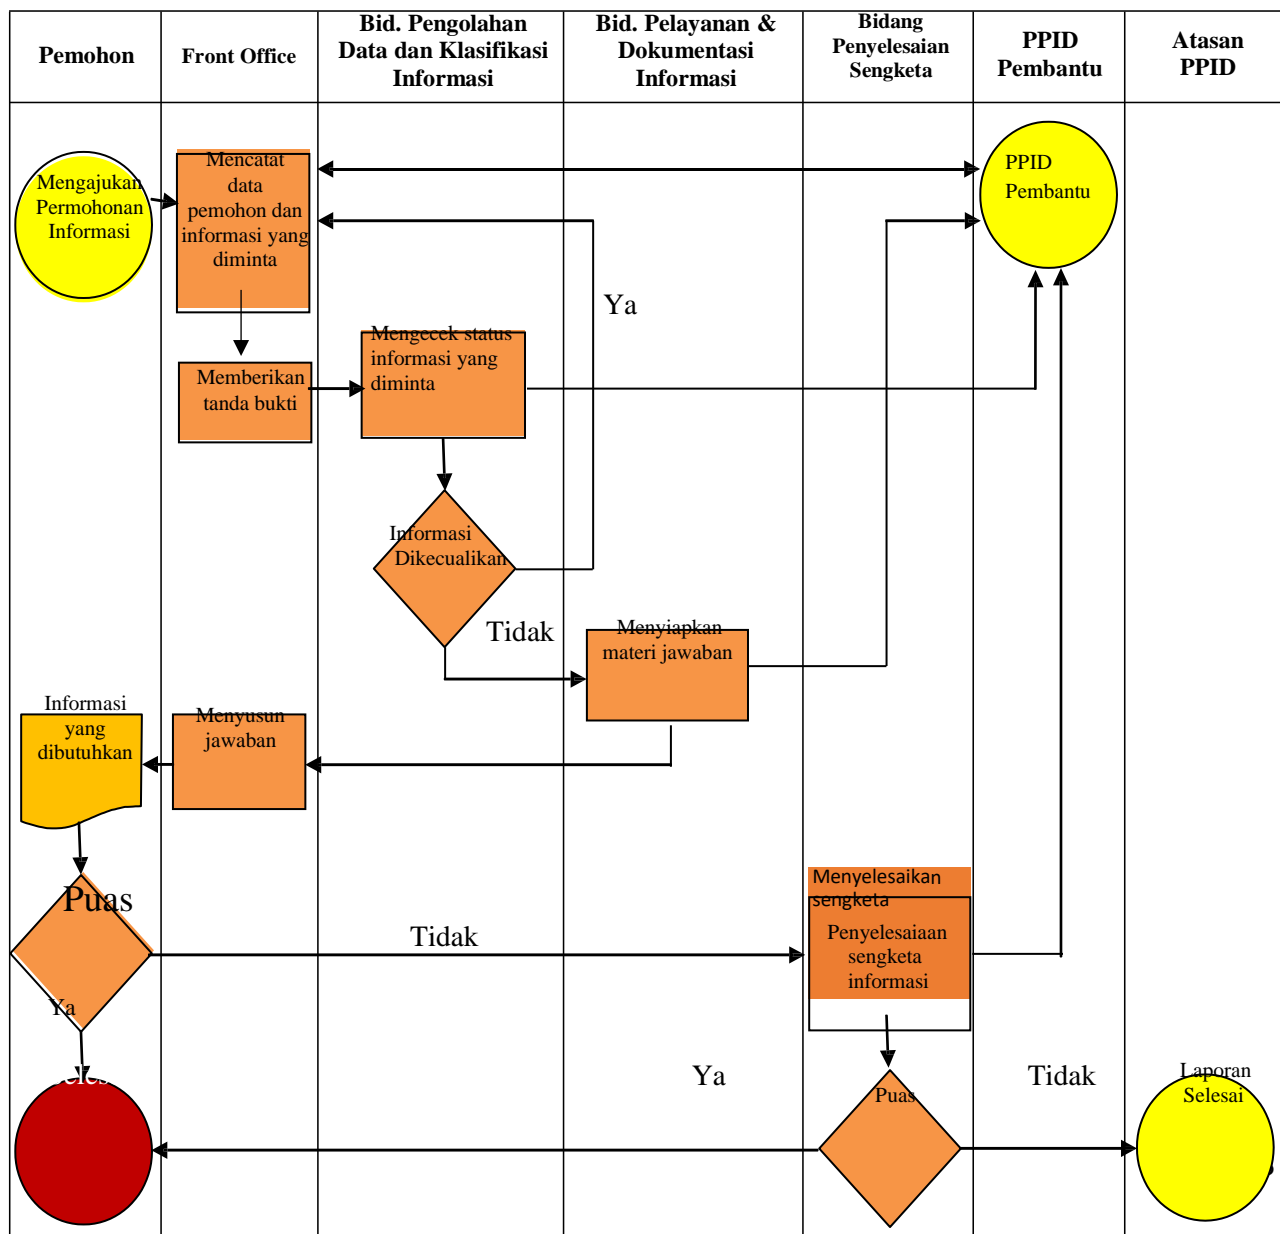 Pemohon
Front Office
Bid. Pengolahan
Data dan Klasifikasi
Informasi
Bid. Pelayanan &
Dokumentasi
Informasi
Bidang
Penyelesaian
Sengketa
PPID
Pembantu
Atasan
PPID
Mengajukan
Permohonan
Informasi
Mencatat
data
pemohon dan
informasi yang
diminta
PPID
Pembantu
Ya
Memberikan
tanda bukti
Mengecek status
informasi yang
diminta
Informasi
Dikecualikan
Tidak
Menyiapkan
materi jawaban
Informasi
yang
dibutuhkan
Menyusun
jawaban
Puas
Ya
Tidak
Menyelesaikan
sengketa
Penyelesaiaan
sengketa
informasi
Ya
Puas
Tidak
Laporan
Selesai